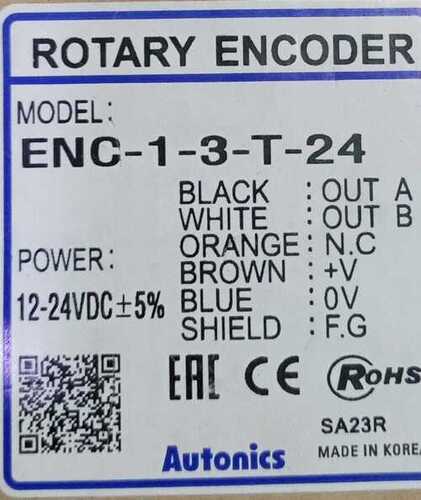 ROTARY ENCODER
MODEL:
ENC-1-3-T-24
BLACK : OUT A
WHITE : OUT B
ORANGE : N.C
BROWN : +V
BLUE : 0V
SHIELD : F.G
POWER:
12-24VDC±5%
EAC CE RoHS
SA23R
Autonics
MADE IN KOREA